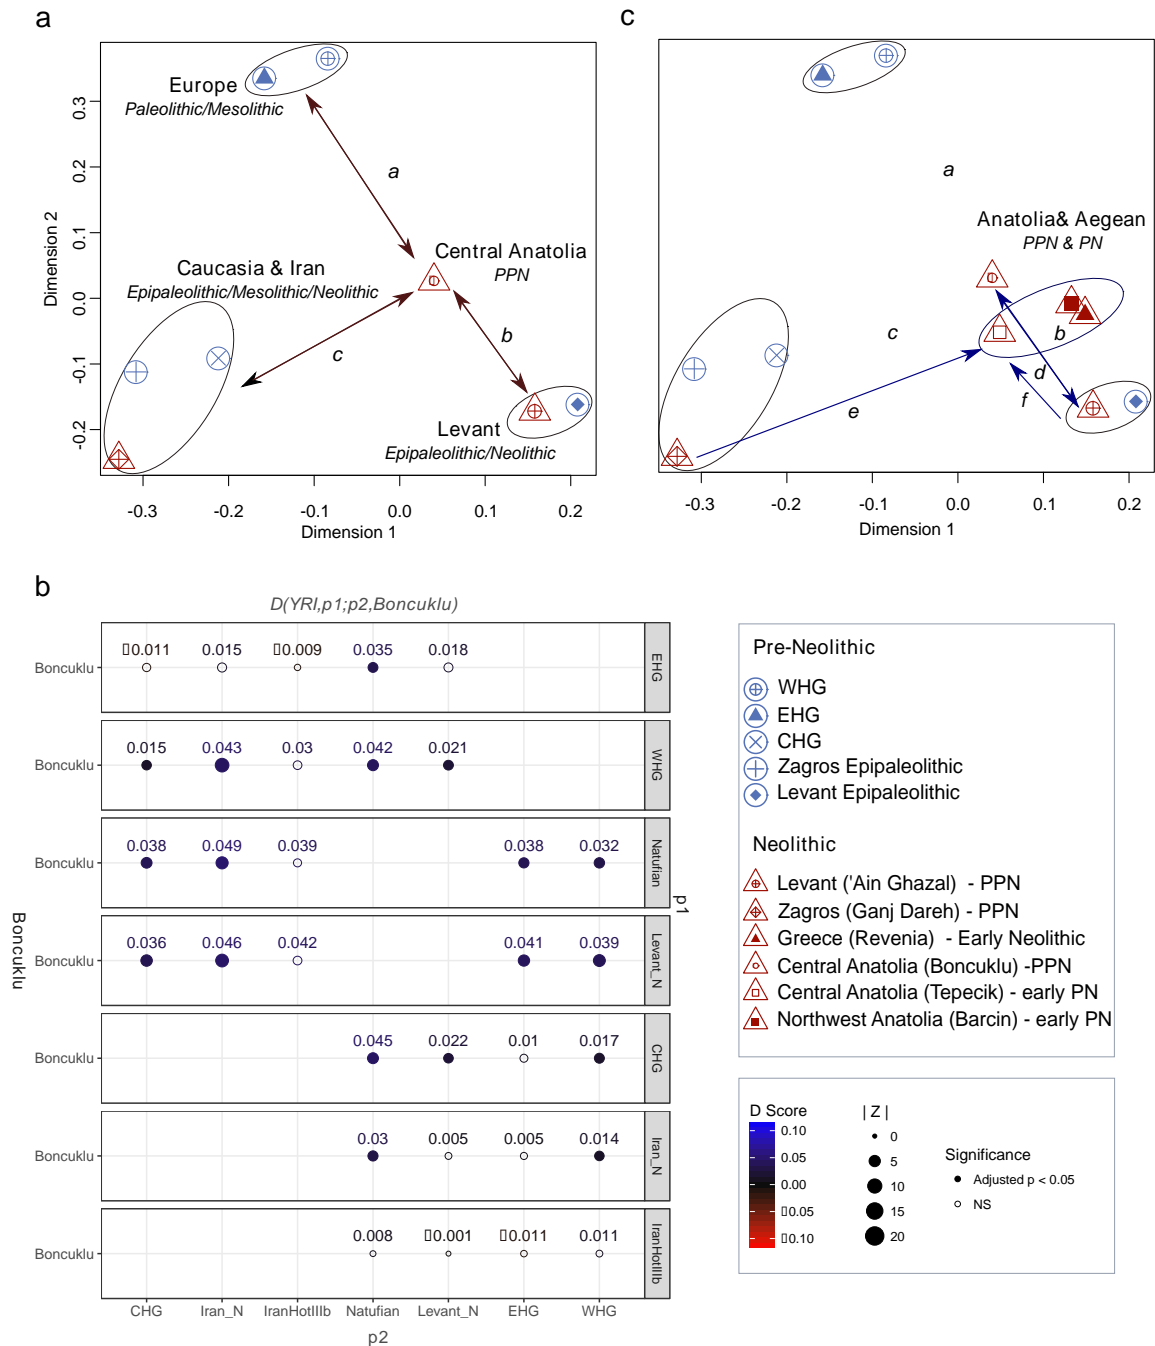 a
Europe
Paleolithic/Mesolithic
a
Central Anatolia
PPN
Caucasia & Iran
Epipaleolithic/Mesolithic/Neolithic
c
b
Levant
Epipaleolithic/Neolithic
0.3
0.2
0.1
0.0
-0.1
-0.2
Dimension 2
-0.3 -0.2 -0.1 0.0 0.1 0.2
Dimension 1
c
a
Anatolia& Aegean
PPN & PN
c
b
d
e
f
-0.3 -0.2 -0.1 0.0 0.1 0.2
Dimension 1
b
D(YRI,p1;p2,Boncuklu)
Boncuklu ▯0.011 0.015 ▯0.009 0.035 0.018 EHG
Boncuklu 0.015 0.043 0.03 0.042 0.021 WHG
Boncuklu 0.038 0.049 0.039 0.038 0.032 Natufian
Boncuklu 0.036 0.046 0.042 0.041 0.039 Levant_N
Boncuklu 0.045 0.022 0.01 0.017 CHG
Boncuklu 0.03 0.005 0.005 0.014 Iran_N
Boncuklu 0.008 ▯0.001 ▯0.011 0.011 IranHotIIIb
Boncuklu
p1
CHG Iran_N IranHotIIIb Natufian Levant_N EHG WHG
p2
Pre-Neolithic
WHG
EHG
CHG
Zagros Epipaleolithic
Levant Epipaleolithic
Neolithic
Levant ('Ain Ghazal) - PPN
Zagros (Ganj Dareh) - PPN
Greece (Revenia) - Early Neolithic
Central Anatolia (Boncuklu) -PPN
Central Anatolia (Tepecik) - early PN
Northwest Anatolia (Barcin) - early PN
D Score
0.10
0.05
0.00
▯0.05
▯0.10
| Z |
0
5
10
15
20
Significance
Adjusted p < 0.05
NS